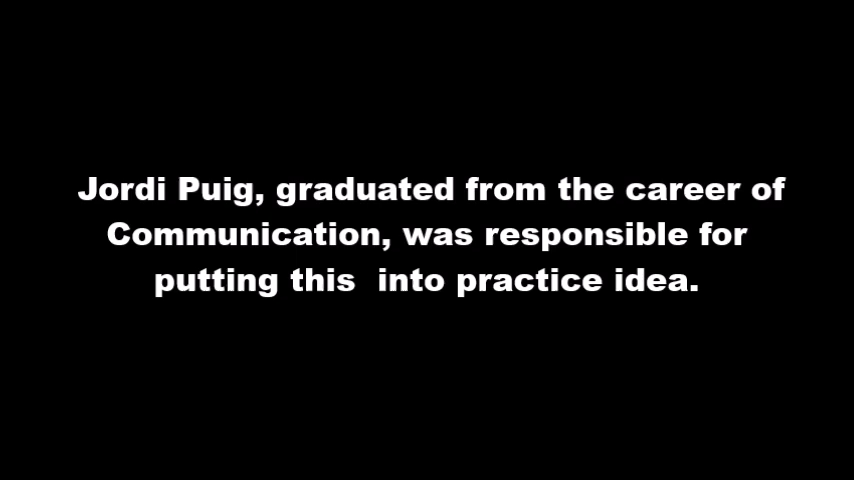 Jordi Puig, graduated from the career of
Communication, was responsible for
putting this  into practice idea.